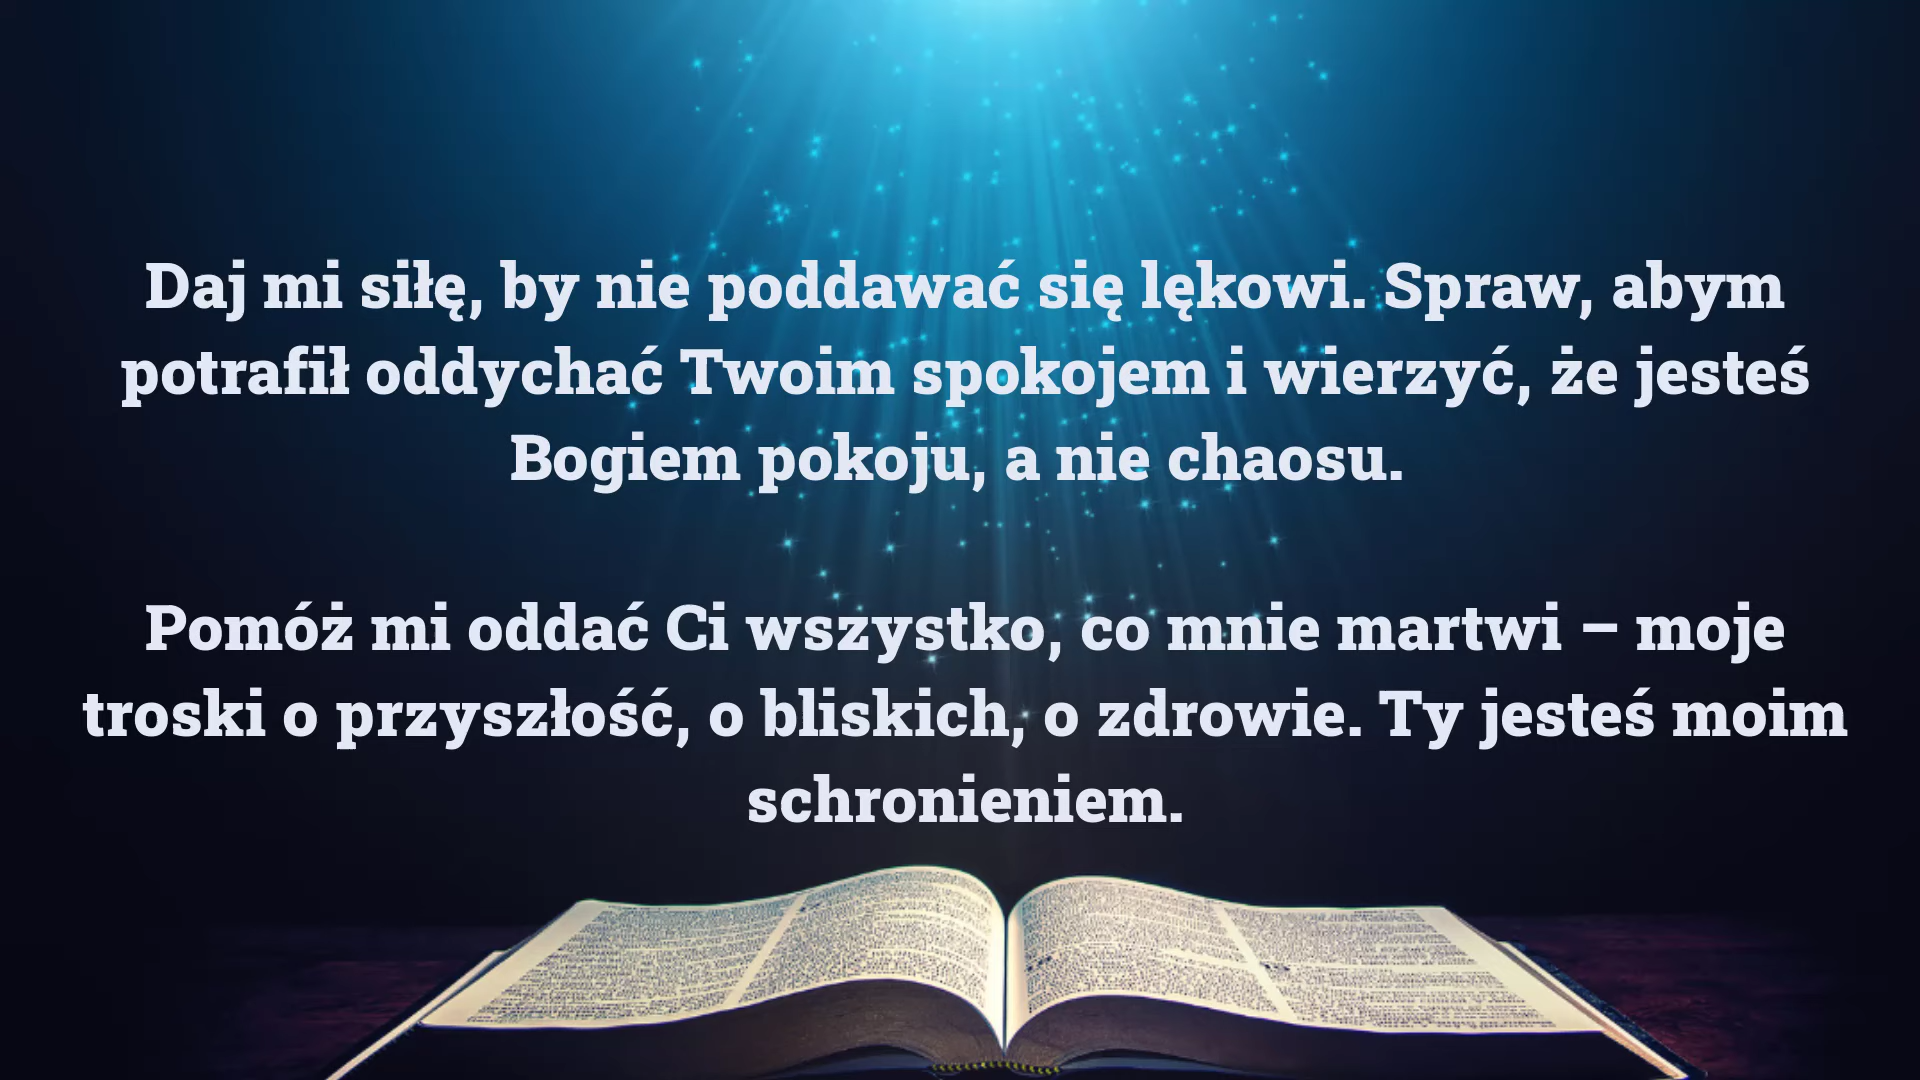 Daj mi siłę, by nie poddawać się lękowi. Spraw, abym
potrafił oddychać Twoim spokojem i wierzyć, że jesteś
Bogiem pokoju, a nie chaosu.
Pomóż mi oddać Ci wszystko, co mnie martwi – moje
troski o przyszłość, o bliskich, o zdrowie. Ty jesteś moim
schronieniem.